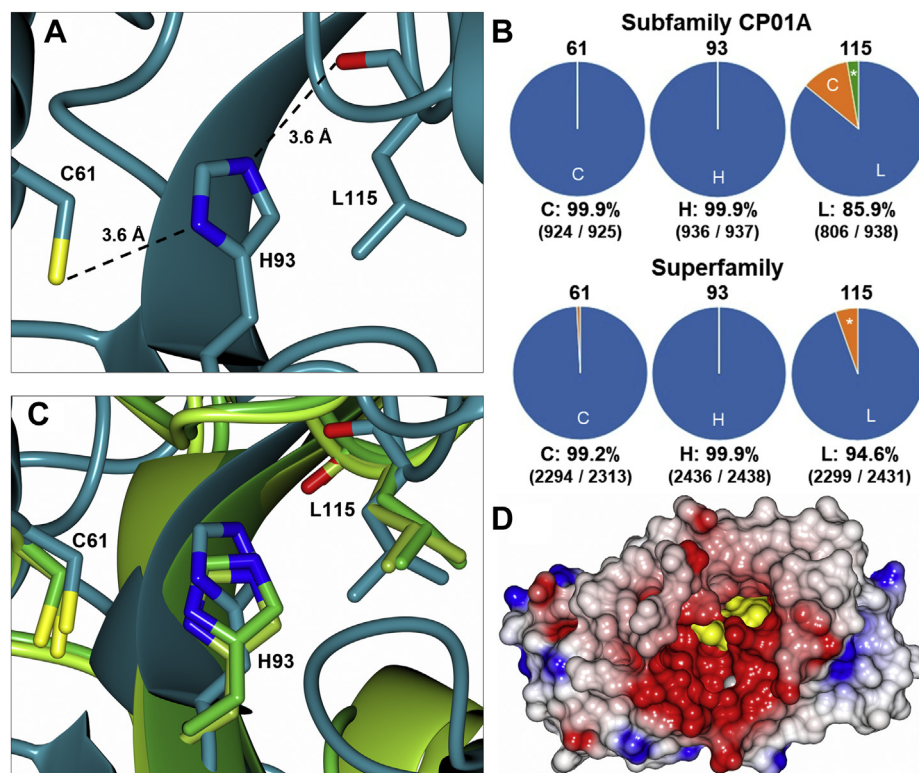 A
C61
3.6 Å
3.6 Å
L115
H93
B
Subfamily CP01A
61 93 115
C H C * L
C: 99.9% H: 99.9% L: 85.9%
(924 / 925) (936 / 937) (806 / 938)
Superfamily
61 93 115
C H * L
C: 99.2% H: 99.9% L: 94.6%
(2294 / 2313) (2436 / 2438) (2299 / 2431)
C
C61
L115
H93
D